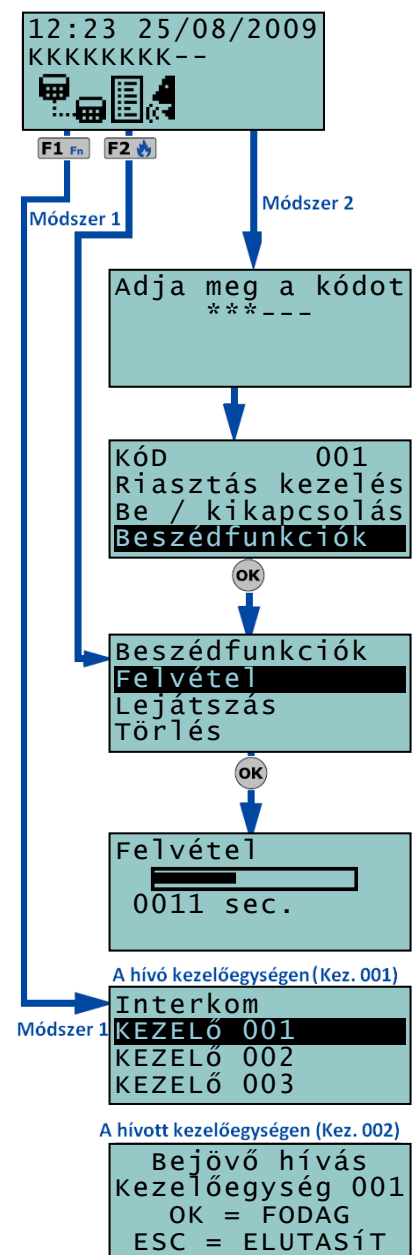 12:23 25/08/2009
KKKKKKKK--
F1 Fn F2
Módszer 1
Módszer 2
Adja meg a kódot
***---
KóD 001
Riasztás kezelés
Be / kikapcsolás
Beszédfunkciók
OK
Beszédfunkciók
Felvétel
Lejátszás
Törlés
OK
Felvétel
0011 sec.
A hívó kezelőegységen (Kez. 001)
Interkom
Módszer 1
KEZELő 001
KEZELő 002
KEZELő 003
A hívott kezelőegységen (Kez. 002)
Bejövő hívás
Kezelőegység 001
OK = FODAG
ESC = ELUTASíT